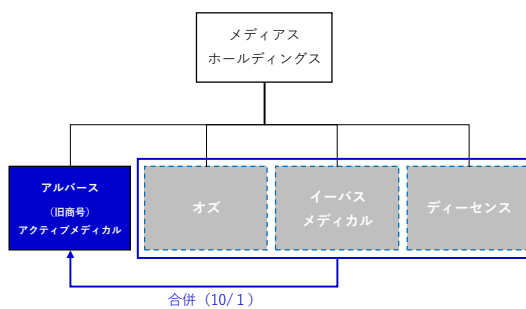 メディアス
ホールディングス
アルバース
（旧商号）
アクティブメディカル
オズ
イーバス
メディカル
ディーセンス
合併（10/１）